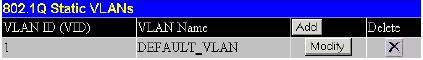 802.1Q Static VLANs
VLAN ID (VID) VLAN Name Add Delete
1 DEFAULT_VLAN Modify X